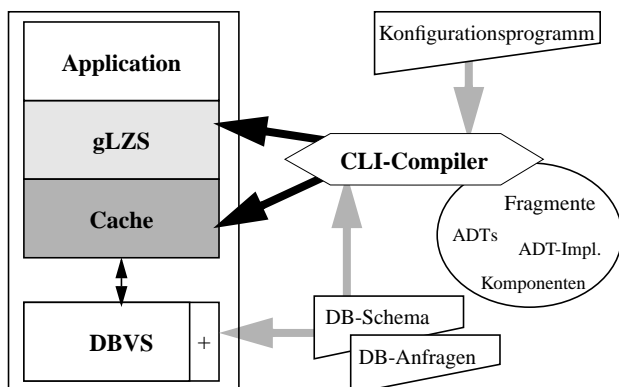 Konfigurationsprogramm
Application
gLZS
CLI-Compiler
Cache
Fragmente
ADTs
ADT-Impl.
Komponenten
DB-Schema
DBVS
+
DB-Anfragen